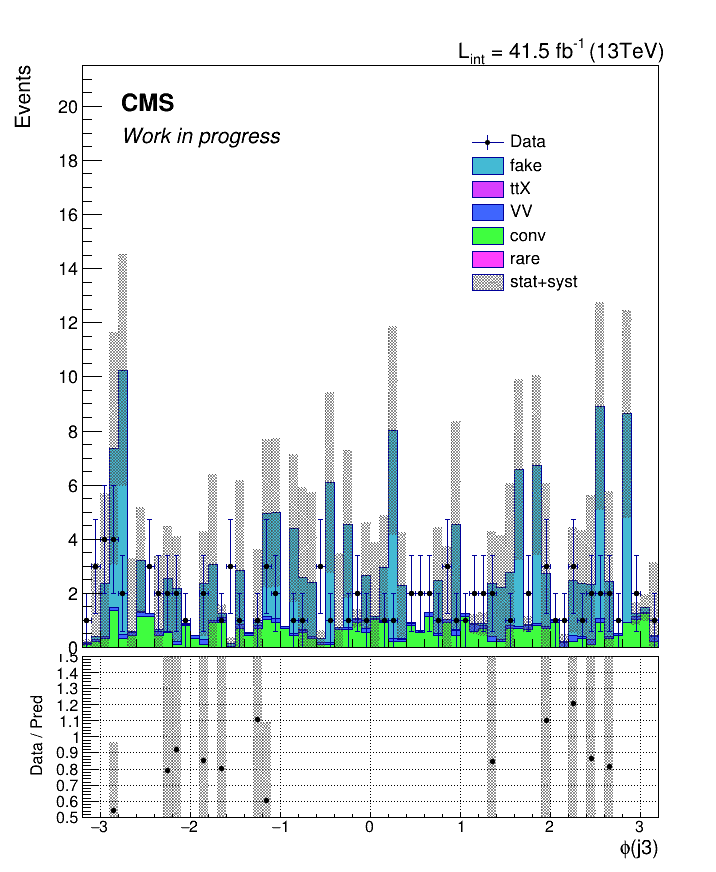 L_int = 41.5 fb^-1 (13TeV)
Events
CMS
Work in progress
Data
fake
ttX
VV
conv
rare
stat+syst
20
18
16
14
12
10
8
6
4
2
0
Data / Pred
1.5
1.4
1.3
1.2
1.1
1
0.9
0.8
0.7
0.6
0.5
−3 −2 −1 0 1 2 3
ϕ(j3)